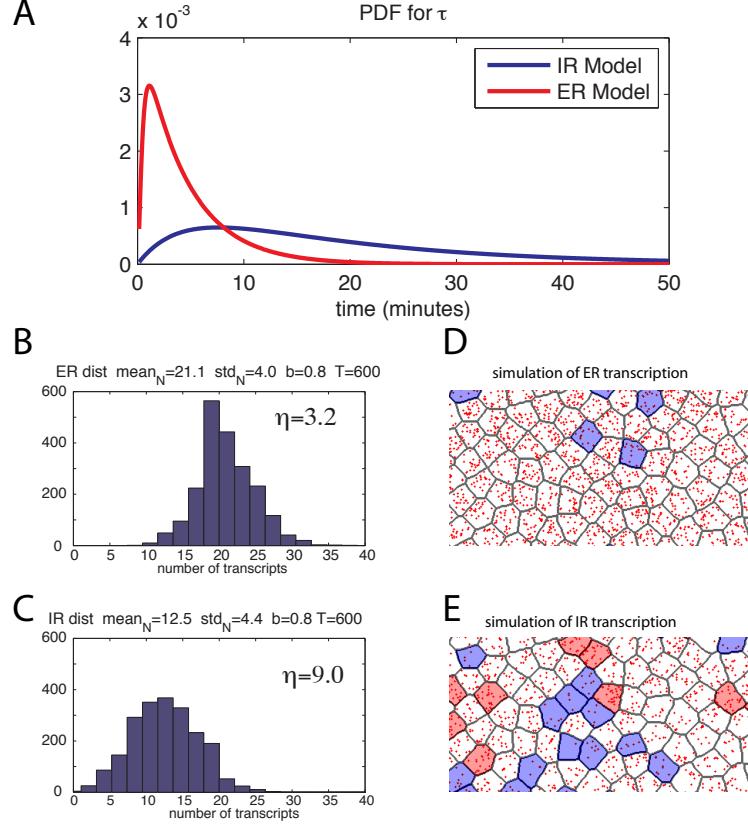 A
x 10⁻³
PDF for τ
4
3
2
1
0
IR Model
ER Model
0 10 20 30 40 50
time (minutes)
B
ER dist mean_N=21.1 std_N=4.0 b=0.8 T=600
600
400
200
0
η=3.2
0 5 10 15 20 25 30 35 40
number of transcripts
C
IR dist mean_N=12.5 std_N=4.4 b=0.8 T=600
600
400
200
0
η=9.0
0 5 10 15 20 25 30 35 40
number of transcripts
D
simulation of ER transcription
E
simulation of IR transcription